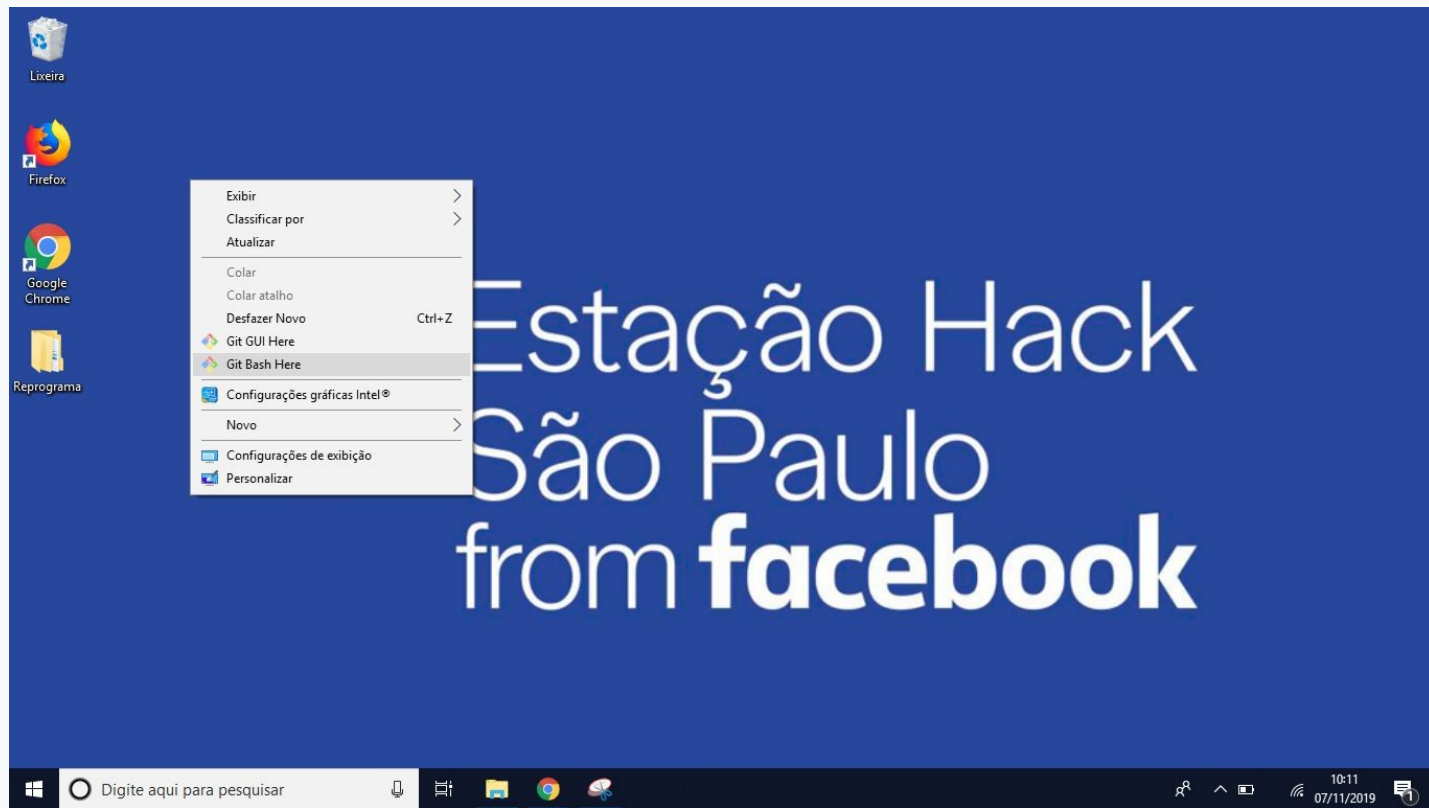 Lixeira
Firefox
Google
Chrome
Reprograma
Exibir
Classificar por
Atualizar
Colar
Colar atalho
Desfazer Novo Ctrl+Z
Git GUI Here
Git Bash Here
Configurações gráficas Intel®
Novo
Configurações de exibição
Personalizar
Estação Hack
São Paulo
from facebook
Digite aqui para pesquisar
10:11
07/11/2019
1